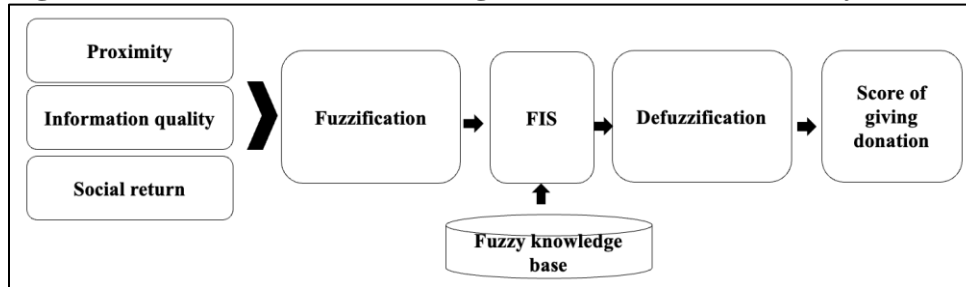 Proximity
Information quality
Social return
Fuzzification
FIS
Defuzzification
Score of
giving
donation
Fuzzy knowledge
base